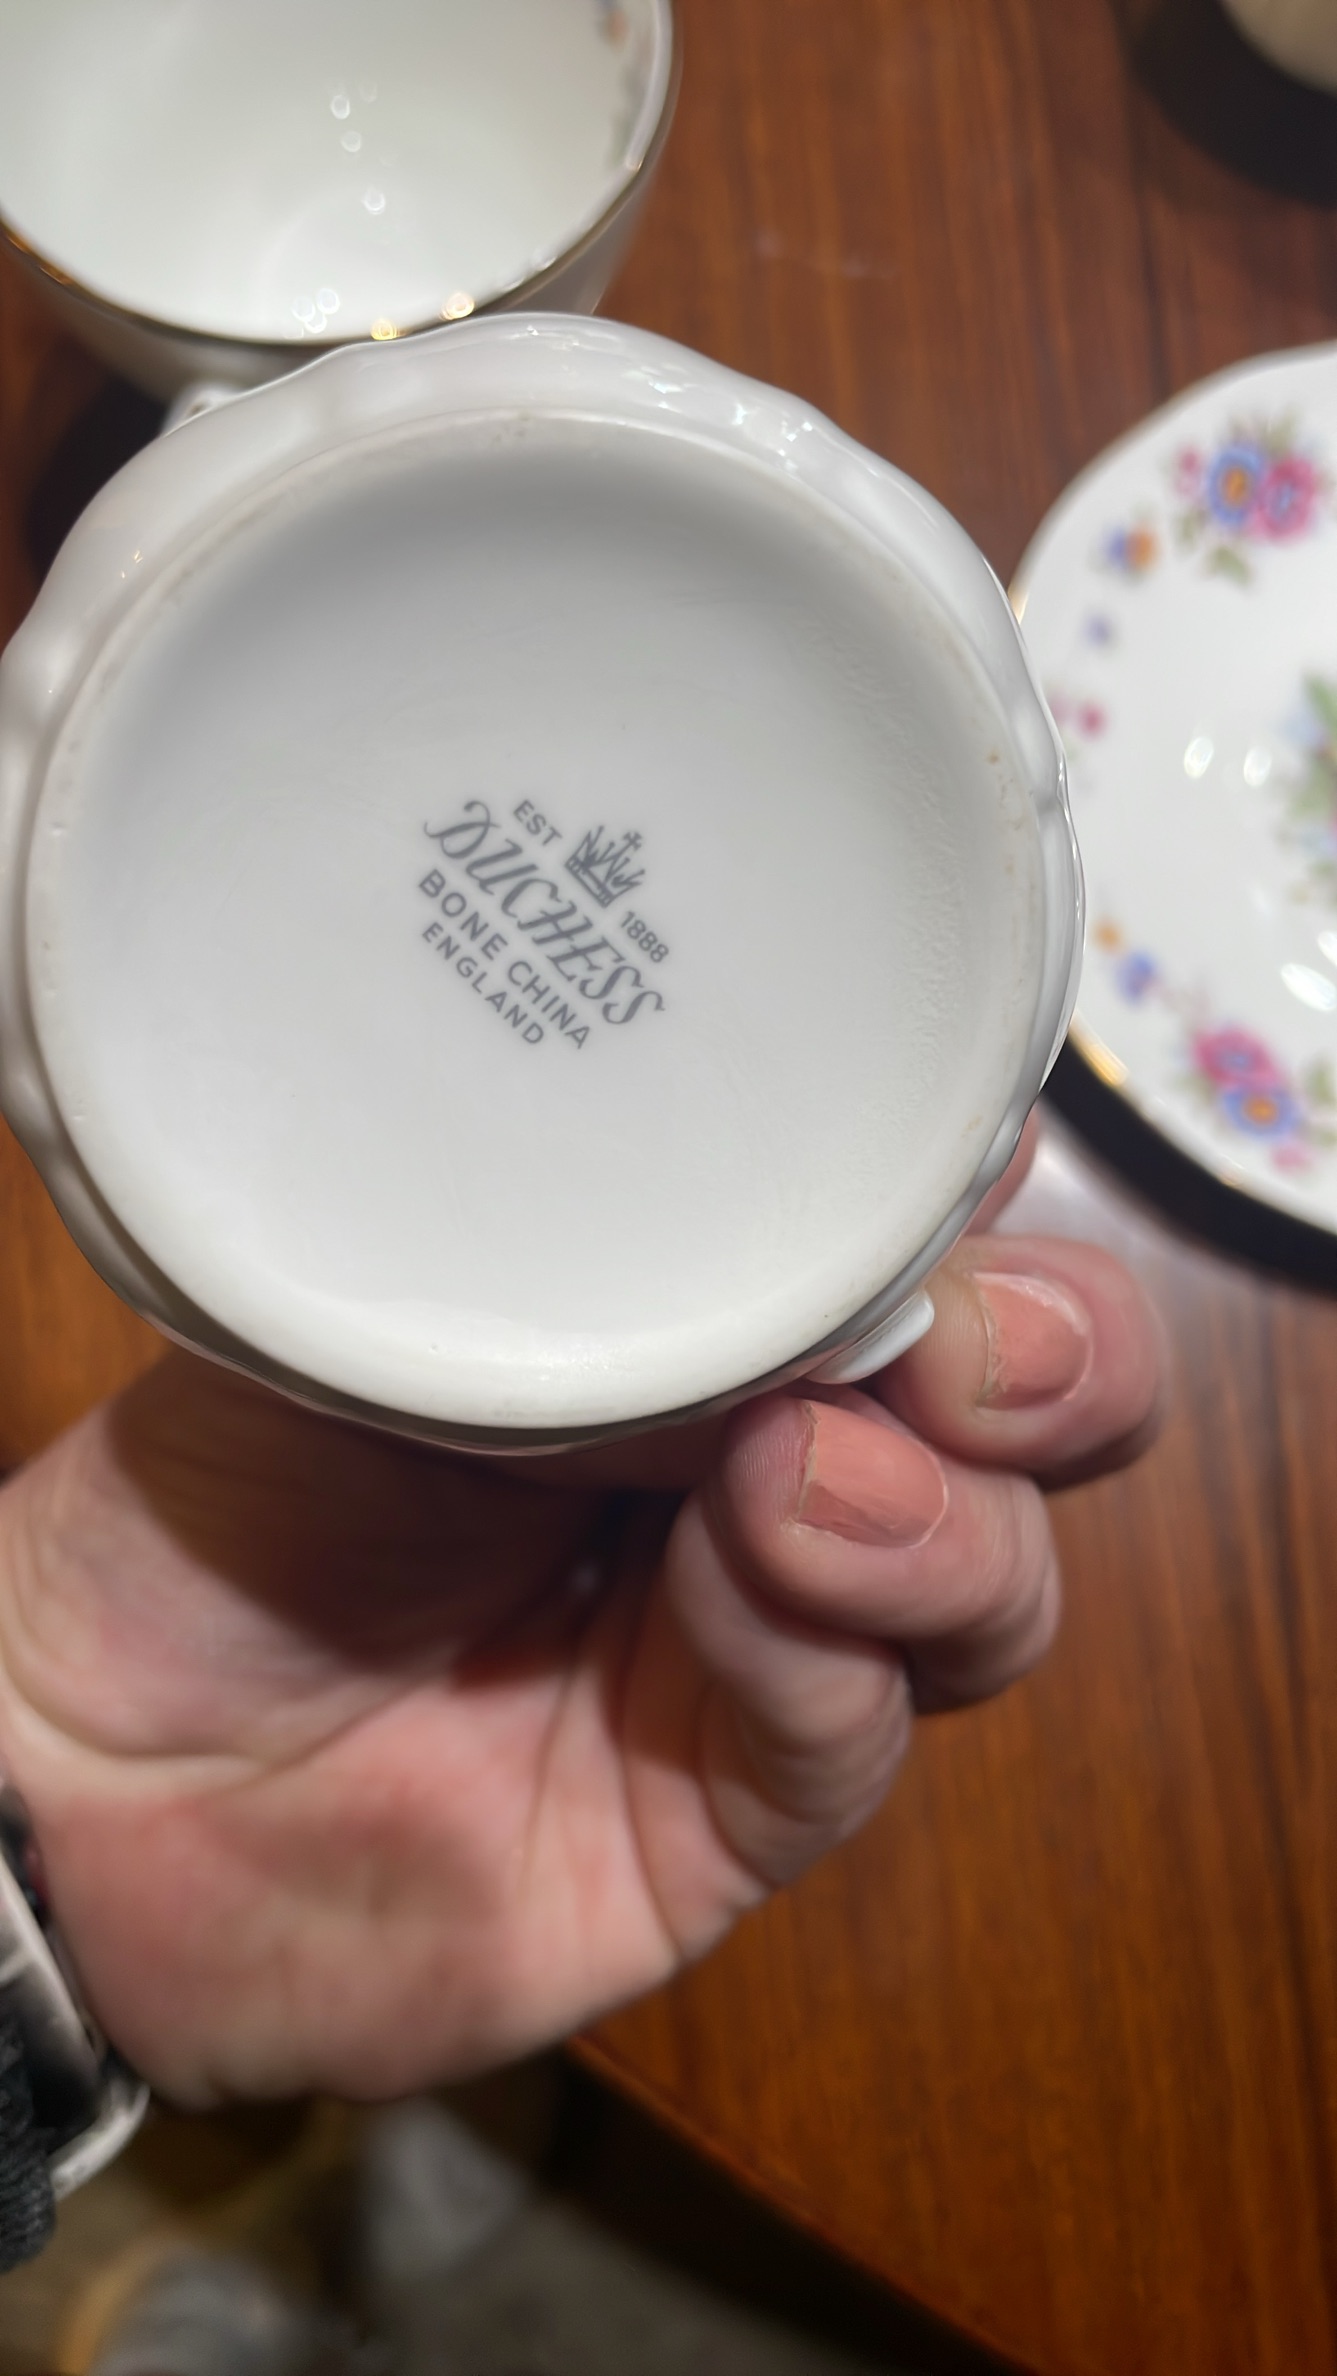 EST 1888
DUCHESS
BONE CHINA
ENGLAND